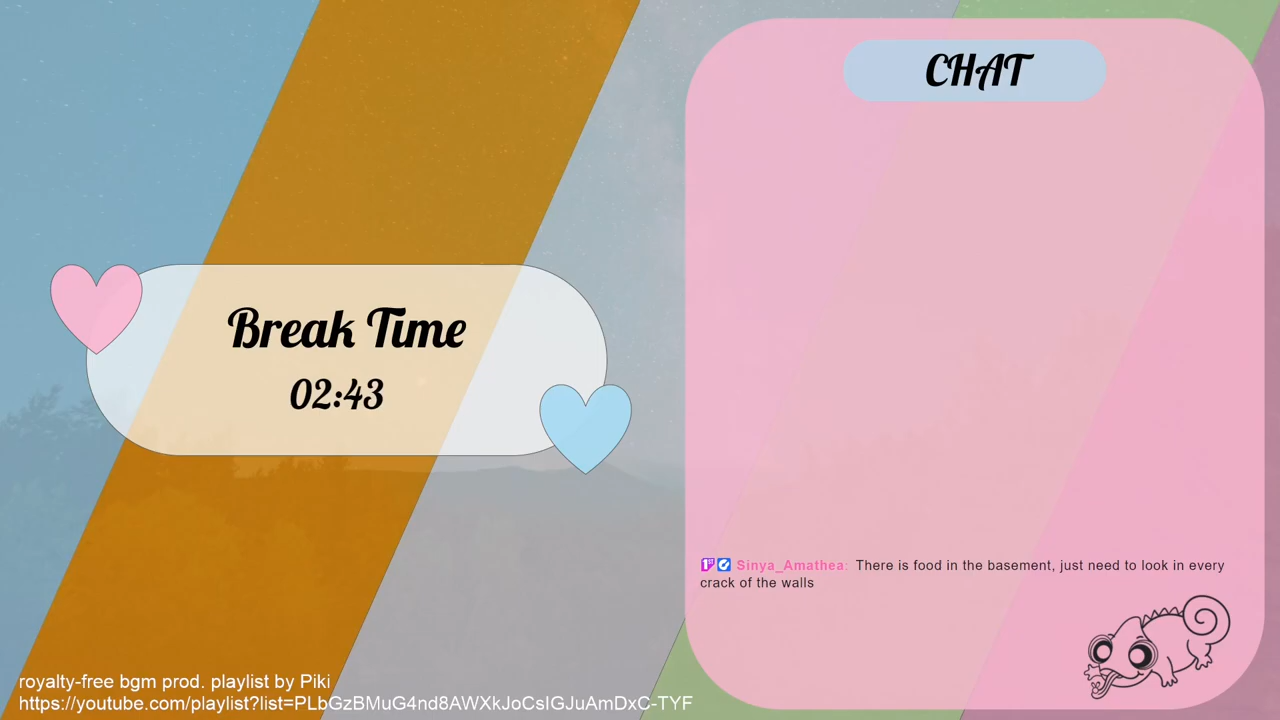 CHAT
Break Time
02:43
Sinya_Amathea: There is food in the basement, just need to look in every
crack of the walls
royalty-free bgm prod. playlist by Piki
https://youtube.com/playlist?list=PLbGzBMuG4nd8AWXkJoCsIGJuAmDxC-TYF